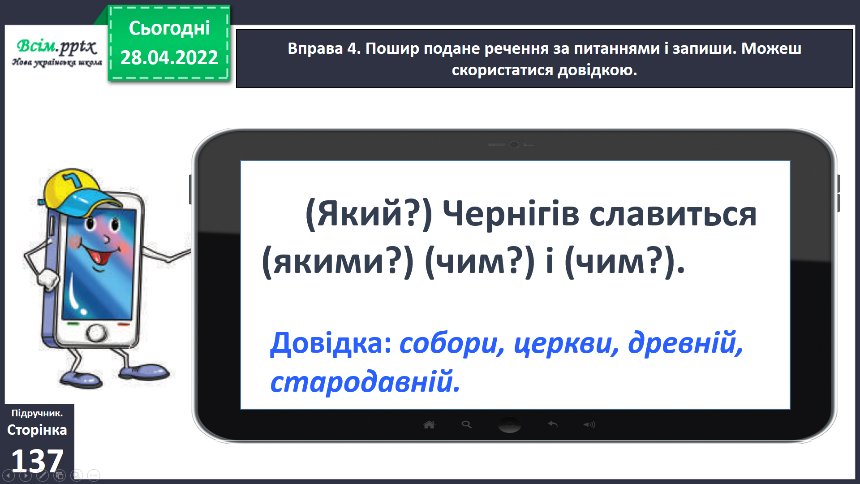 Всім.pptx
Нова українська школа
Сьогодні
28.04.2022
Вправа 4. Пошир подане речення за питаннями і запиши. Можеш
скористатися довідкою.
(Який?) Чернігів славиться
(якими?) (чим?) і (чим?).
Довідка: собори, церкви, древній,
стародавній.
Підручник.
Сторінка
137